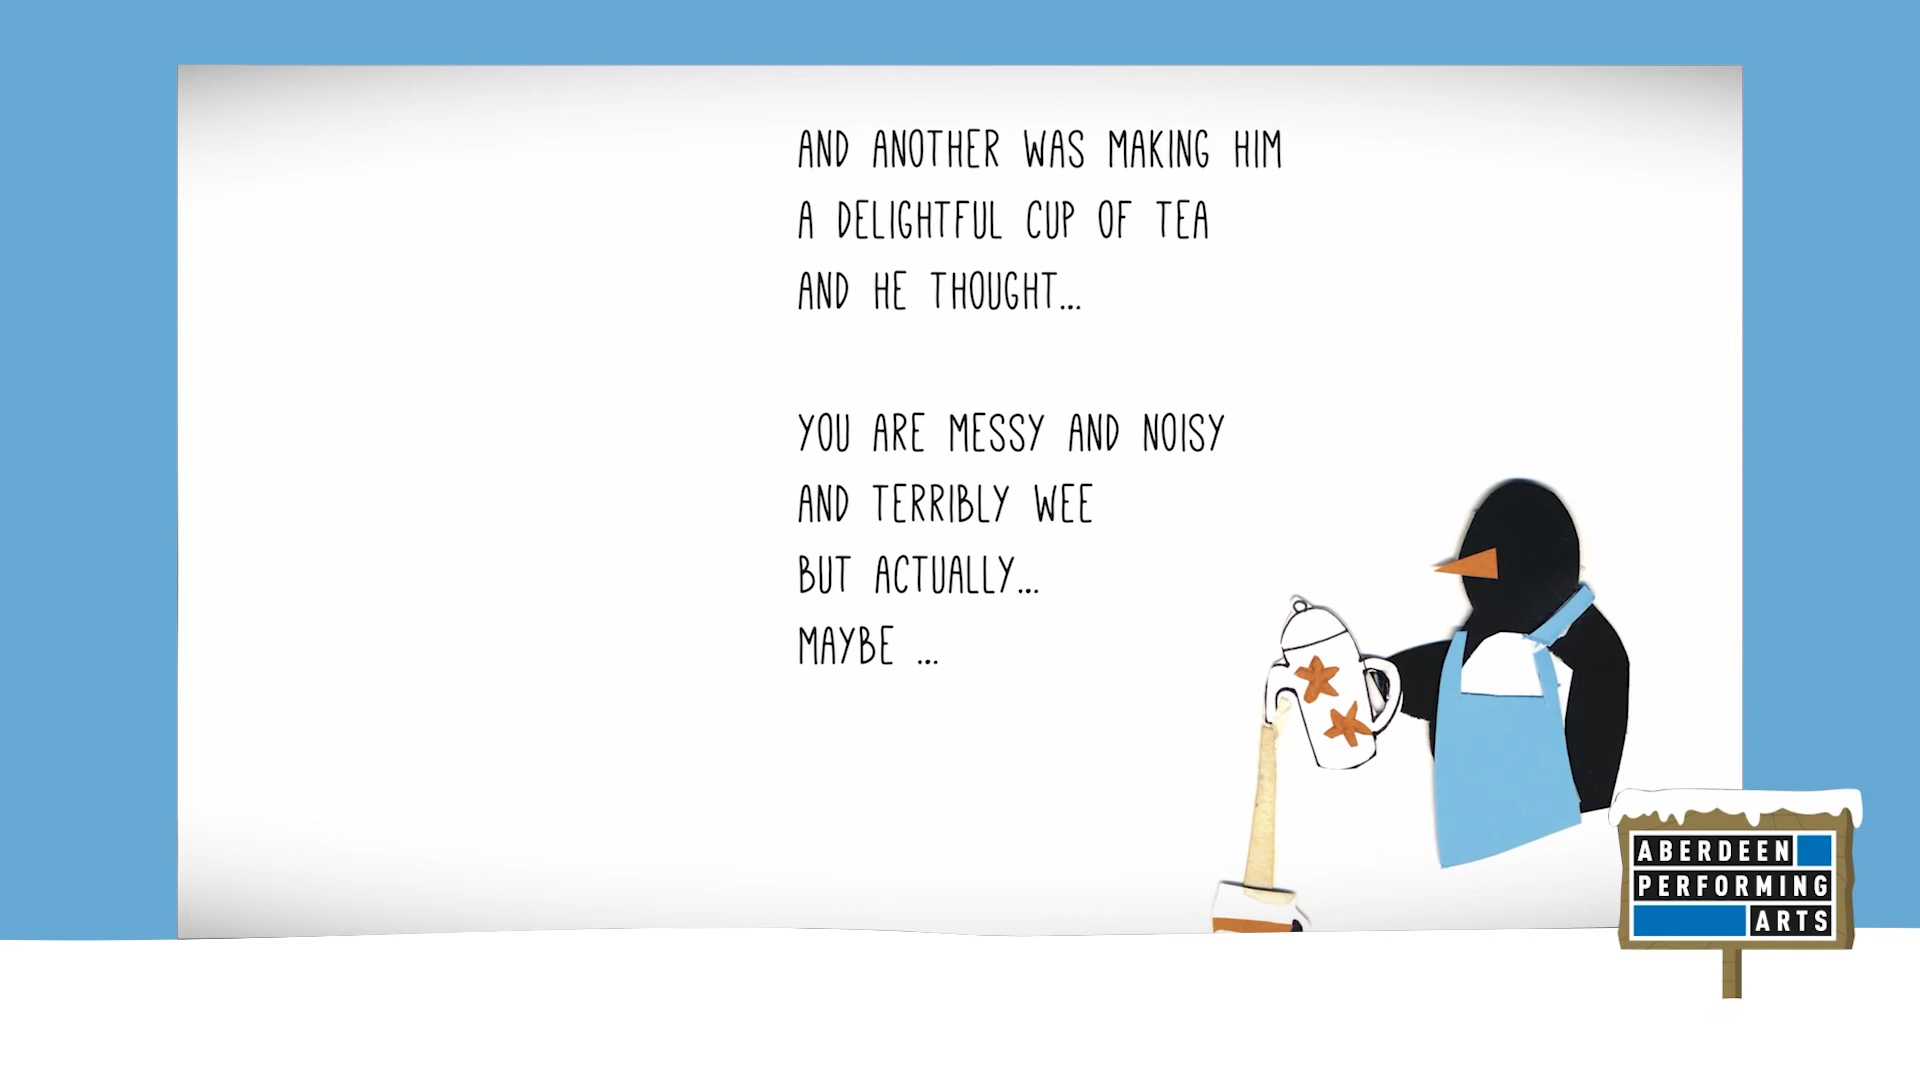 AND ANOTHER WAS MAKING HIM
A DELIGHTFUL CUP OF TEA
AND HE THOUGHT...
YOU ARE MESSY AND NOISY
AND TERRIBLY WEE
BUT ACTUALLY...
MAYBE ...
ABERDEEN
PERFORMING
ARTS